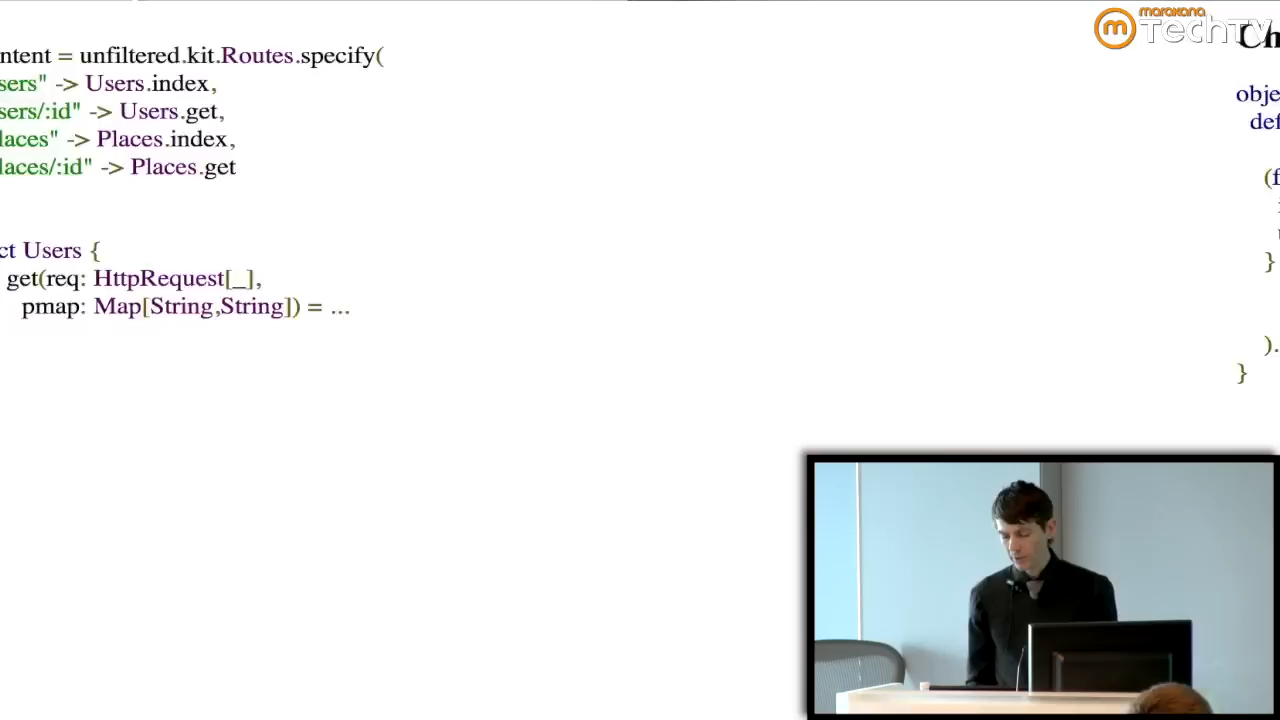 marakana
TechTV
ntent = unfiltered.kit.Routes.specify(
sers" -> Users.index,
sers/:id" -> Users.get,
laces" -> Places.index,
laces/:id" -> Places.get
ct Users {
get(req: HttpRequest[_],
pmap: Map[String,String]) = ...
Ch
obje
def
(f
i
}
).
}